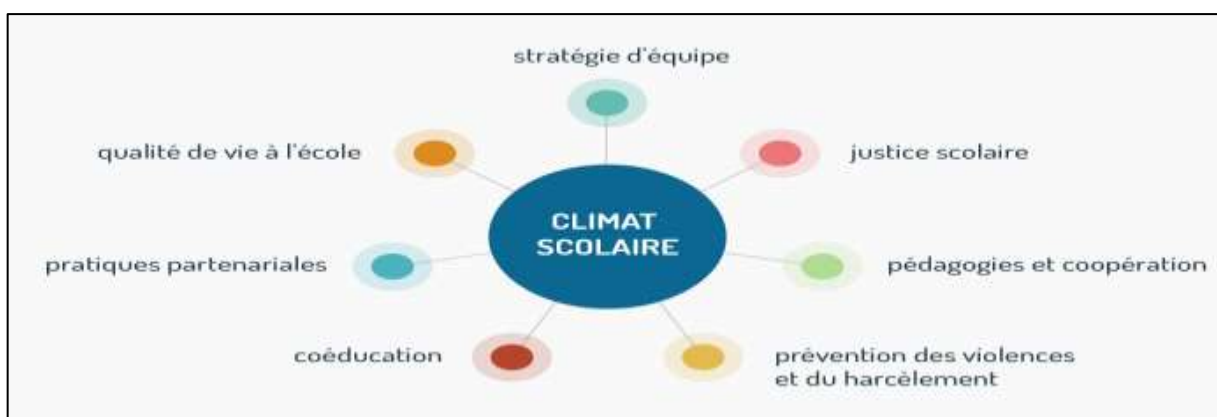 stratégie d'équipe
qualité de vie à l'école
justice scolaire
CLIMAT
SCOLAIRE
pratiques partenariales
pédagogies et coopération
coéducation
prévention des violences
et du harcèlement